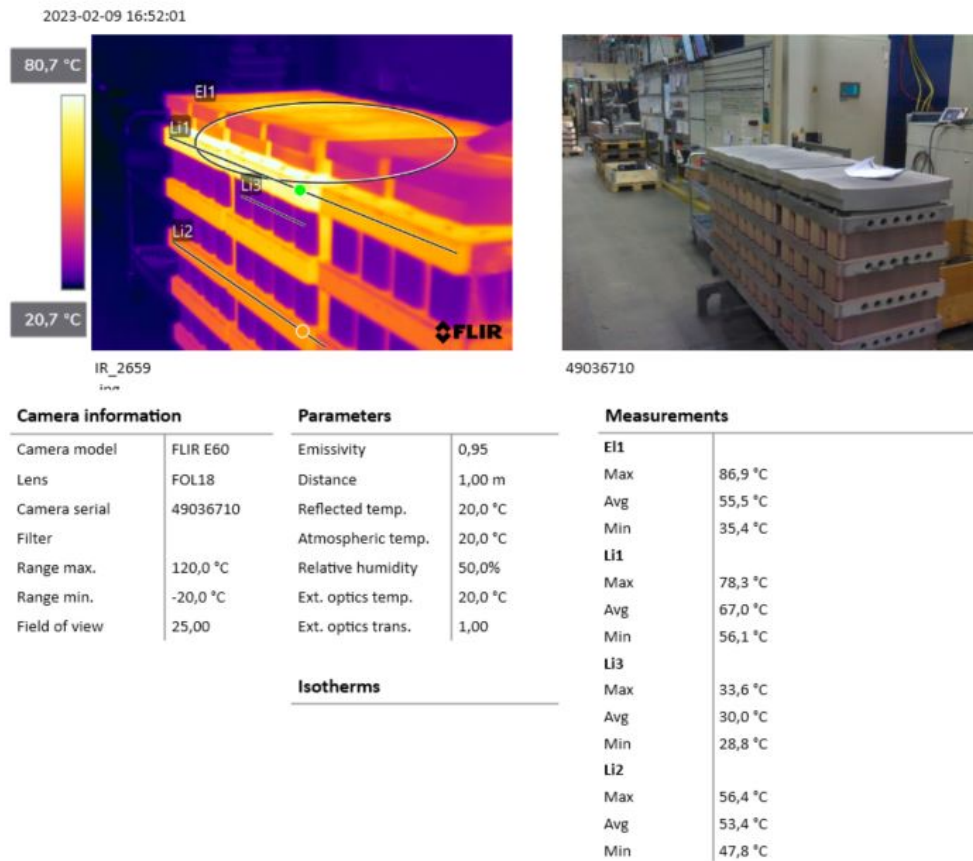 2023-02-09 16:52:01
80,7 °C
El1
Li1
Li3
Li2
20,7 °C
FLIR
IR_2659
49036710
Camera information
Camera model FLIR E60
Lens FOL18
Camera serial 49036710
Filter
Range max. 120,0 °C
Range min. -20,0 °C
Field of view 25,00
Parameters
Emissivity 0,95
Distance 1,00 m
Reflected temp. 20,0 °C
Atmospheric temp. 20,0 °C
Relative humidity 50,0%
Ext. optics temp. 20,0 °C
Ext. optics trans. 1,00
Isotherms
Measurements
El1
Max 86,9 °C
Avg 55,5 °C
Min 35,4 °C
Li1
Max 78,3 °C
Avg 67,0 °C
Min 56,1 °C
Li3
Max 33,6 °C
Avg 30,0 °C
Min 28,8 °C
Li2
Max 56,4 °C
Avg 53,4 °C
Min 47,8 °C